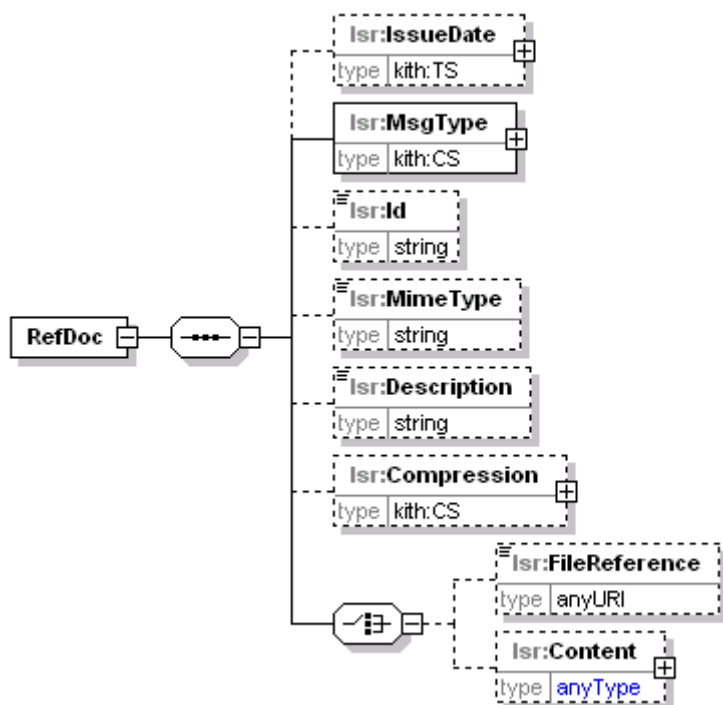 lsr:IssueDate
type kith:TS
lsr:MsgType
type kith:CS
lsr:Id
type string
lsr:MimeType
type string
RefDoc
lsr:Description
type string
lsr:Compression
type kith:CS
lsr:FileReference
type anyURI
lsr:Content
type anyType